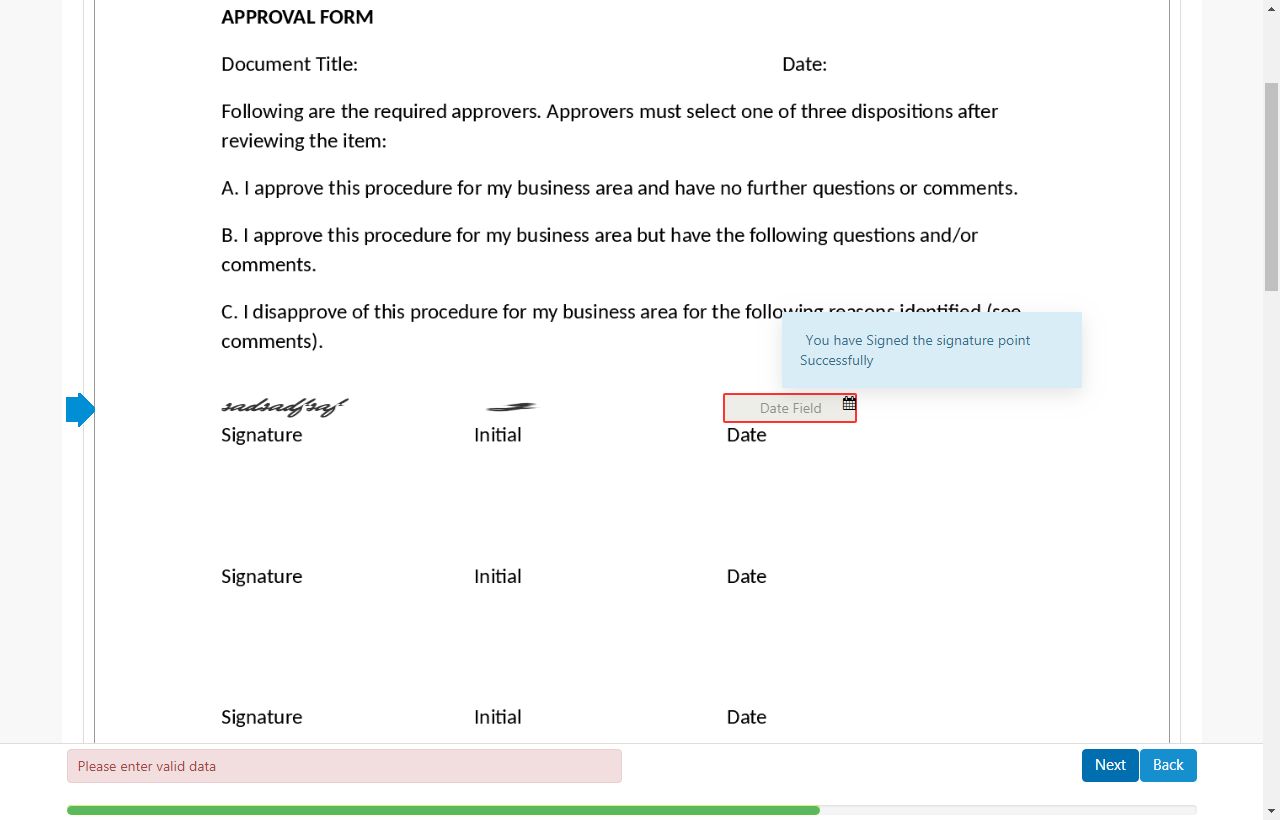 APPROVAL FORM
Document Title: Date:
Following are the required approvers. Approvers must select one of three dispositions after
reviewing the item:
A. I approve this procedure for my business area and have no further questions or comments.
B. I approve this procedure for my business area but have the following questions and/or
comments.
C. I disapprove of this procedure for my business area for the following reasons identified (see
comments).
You have Signed the signature point
Successfully
Date Field
Signature Initial Date
Signature Initial Date
Signature Initial Date
Please enter valid data
Next Back